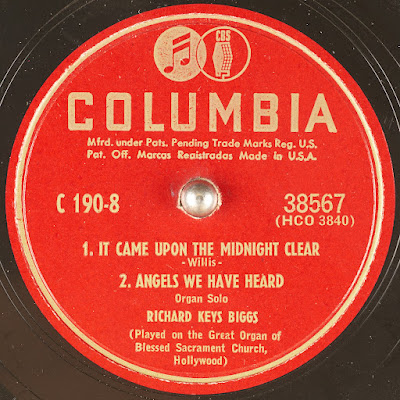 CBS
COLUMBIA
Mfrd. under Pats. Pending Trade Marks Reg. U.S.
Pat. Off. Marcas Registradas Made in U.S.A.
C 190-8
38567
(HCO 3840)
1. IT CAME UPON THE MIDNIGHT CLEAR
-Willis-
2. ANGELS WE HAVE HEARD
Organ Solo
RICHARD KEYS BIGGS
(Played on the Great Organ of
Blessed Sacrament Church,
Hollywood)